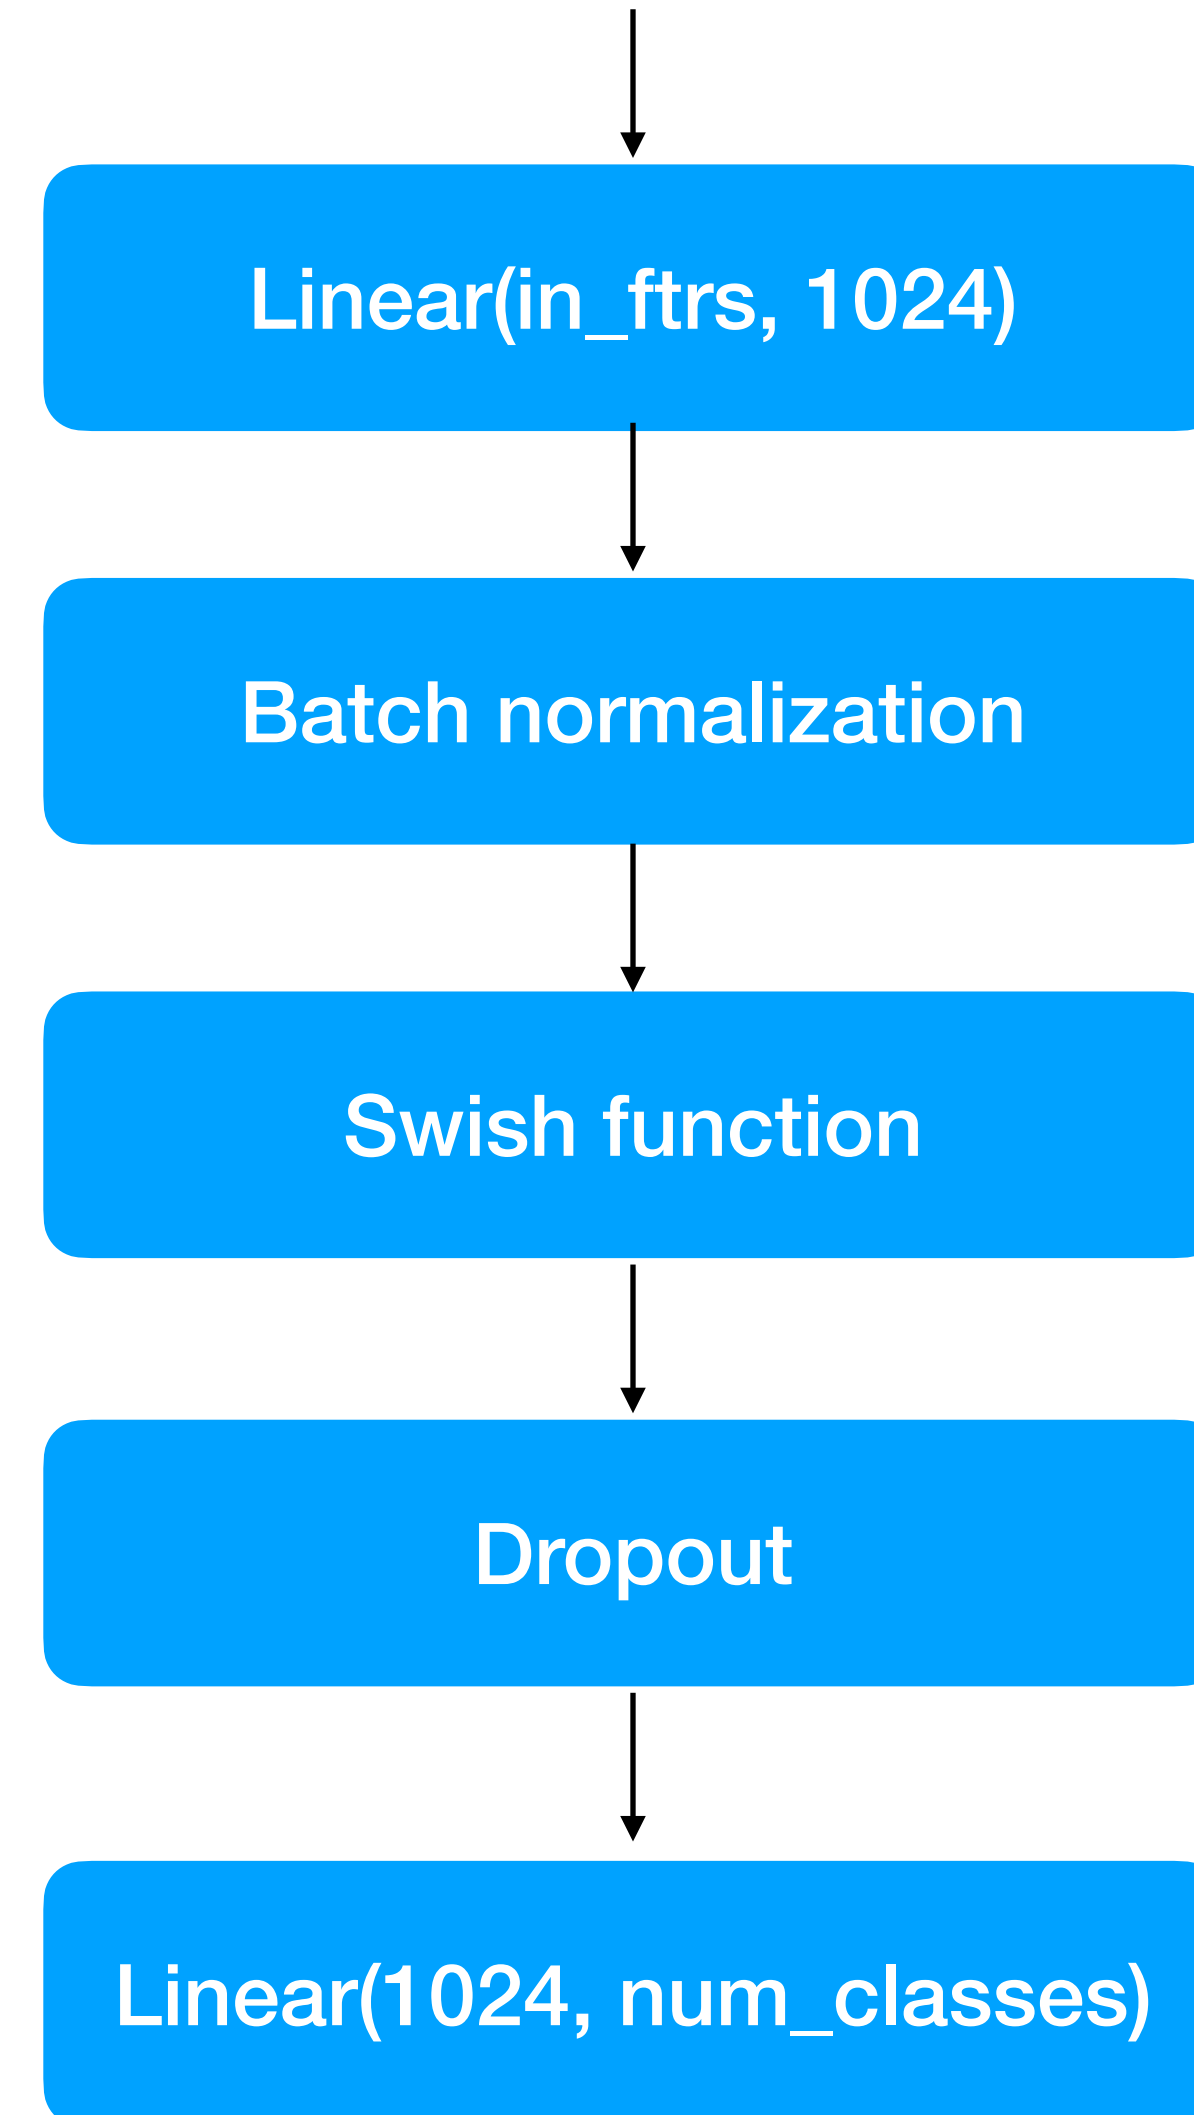 Linear(in_ftrs, 1024)
Batch normalization
Swish function
Dropout
Linear(1024, num_classes)